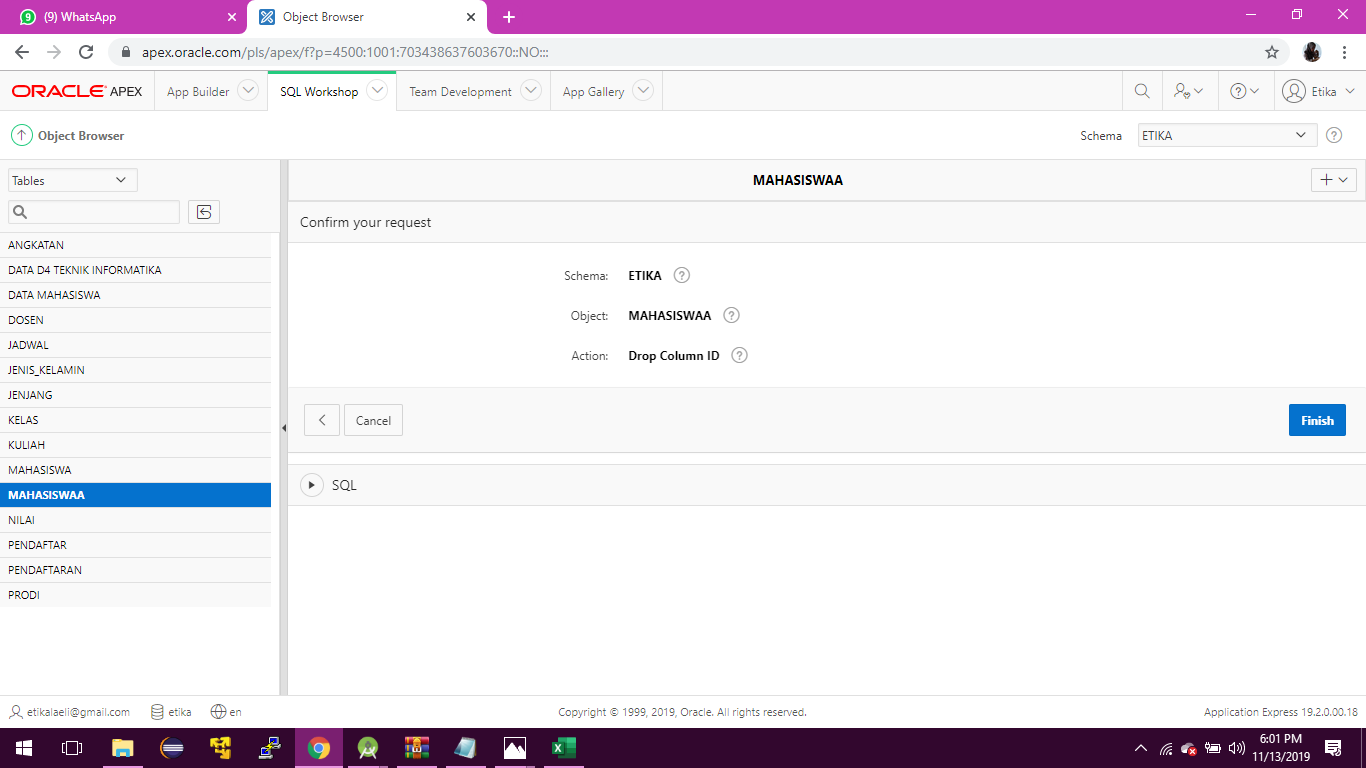 (9) WhatsApp
Object Browser
apex.oracle.com/pls/apex/f?p=4500:1001:703438637603670::NO:::
ORACLE APEX App Builder SQL Workshop Team Development App Gallery Etika
Object Browser Schema ETIKA
Tables
MAHASISWAA
Confirm your request
ANGKATAN
DATA D4 TEKNIK INFORMATIKA
DATA MAHASISWA
DOSEN
JADWAL
JENIS_KELAMIN
JENJANG
KELAS
KULIAH
MAHASISWA
MAHASISWAA
NILAI
PENDAFTAR
PENDAFTARAN
PRODI
Schema: ETIKA ?
Object: MAHASISWAA ?
Action: Drop Column ID ?
Cancel Finish
SQL
etikalaeli@gmail.com etika en Copyright © 1999, 2019, Oracle. All rights reserved. Application Express 19.2.0.00.18
6:01 PM
11/13/2019